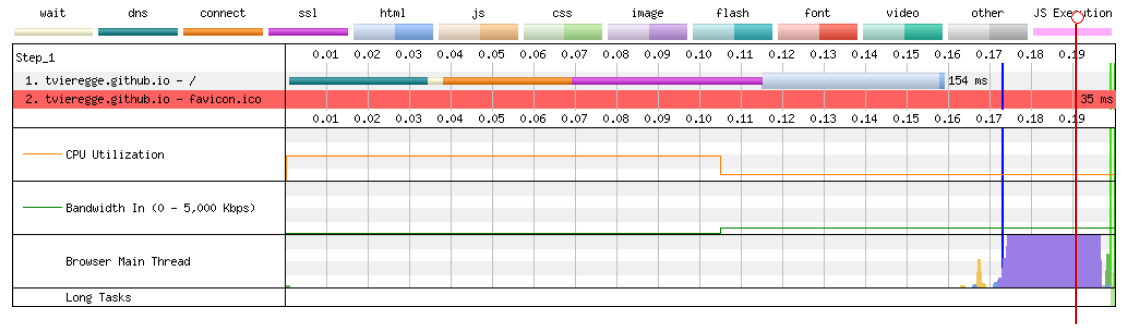 wait dns connect ssl html js css image flash font video other JS Execution
Step_1
0.01 0.02 0.03 0.04 0.05 0.06 0.07 0.08 0.09 0.10 0.11 0.12 0.13 0.14 0.15 0.16 0.17 0.18 0.19
1. tvieregge.github.io - / 154 ms
2. tvieregge.github.io - favicon.ico 35 ms
0.01 0.02 0.03 0.04 0.05 0.06 0.07 0.08 0.09 0.10 0.11 0.12 0.13 0.14 0.15 0.16 0.17 0.18 0.19
CPU Utilization
Bandwidth In (0 - 5,000 Kbps)
Browser Main Thread
Long Tasks